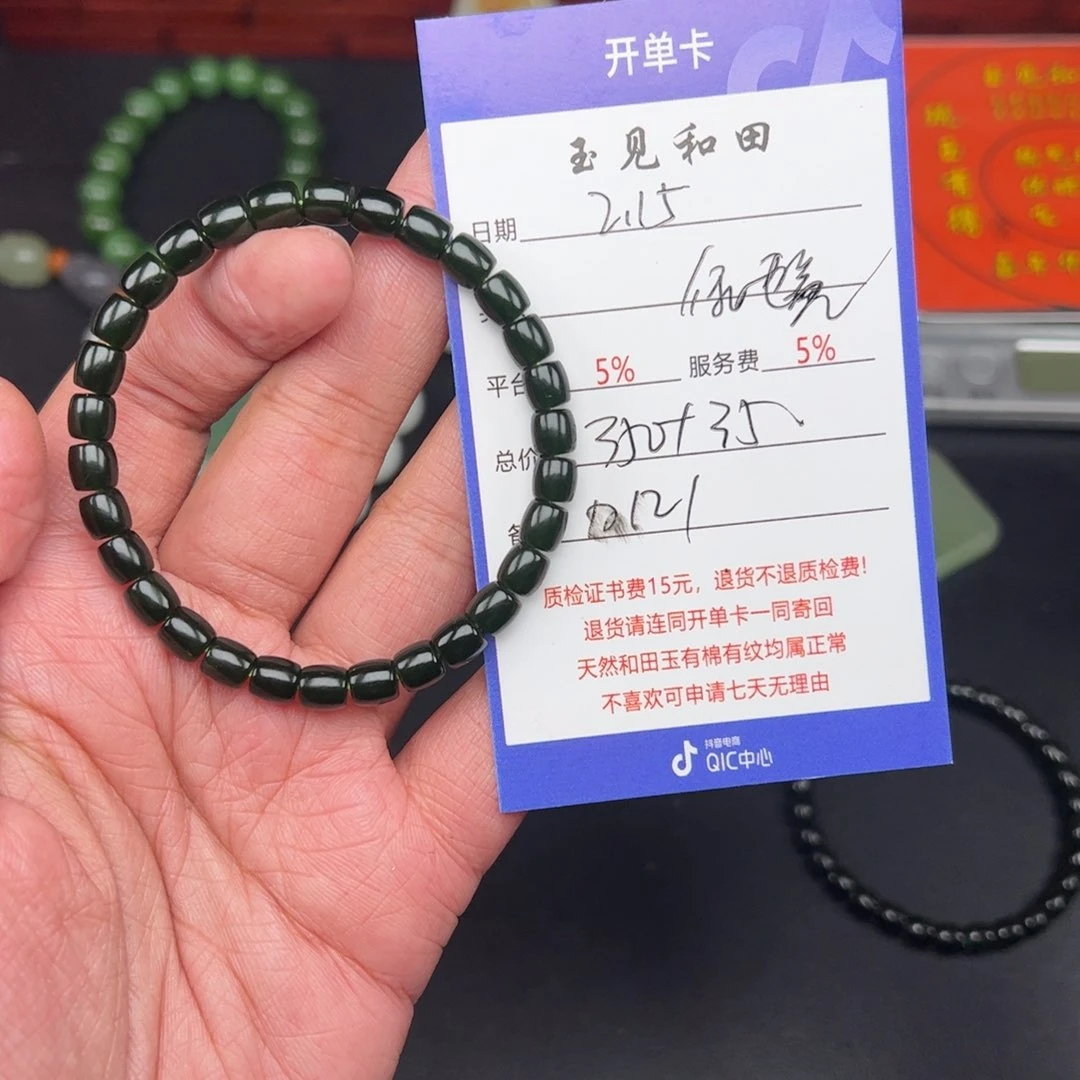 开单卡
玉见和田
日期 2.15
平台 5% 服务费 5%
总价 350+35
0121
质检证书费15元，退货不退质检费！
退货请连同开单卡一同寄回
天然和田玉有棉有纹均属正常
不喜欢可申请七天无理由
抖音电商
QIC中心